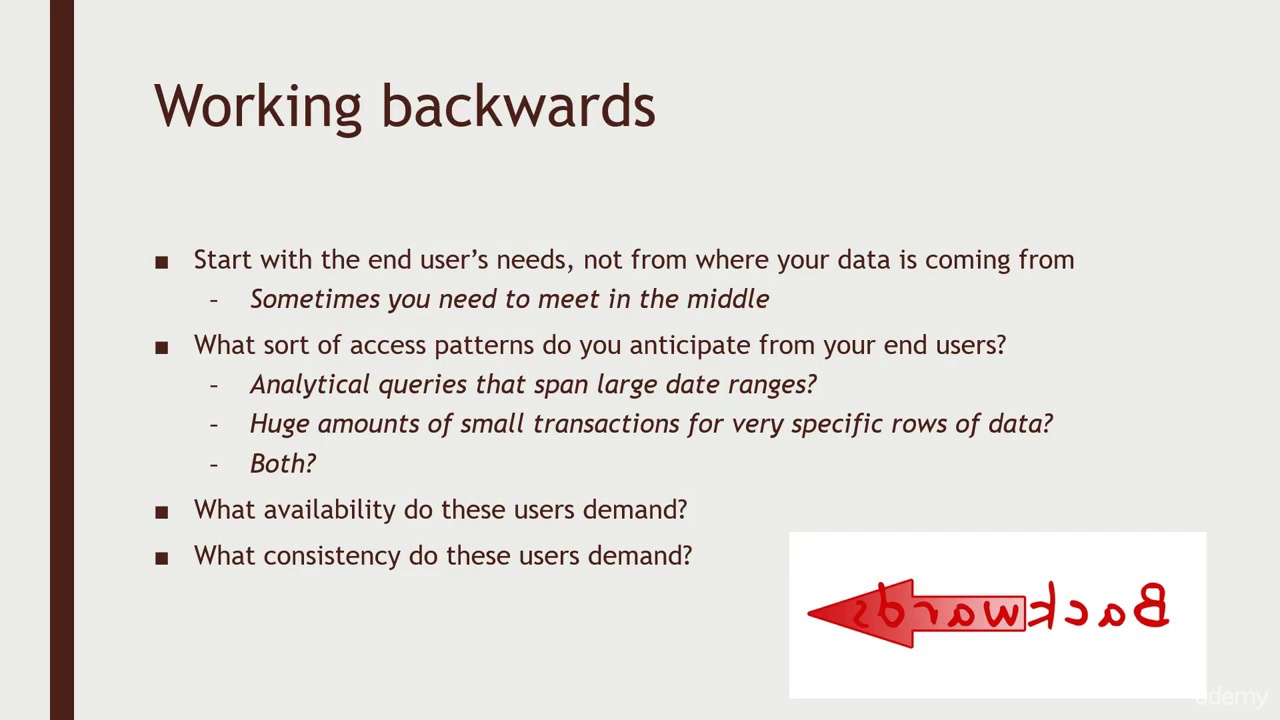 Working backwards
■ Start with the end user’s needs, not from where your data is coming from
– Sometimes you need to meet in the middle
■ What sort of access patterns do you anticipate from your end users?
– Analytical queries that span large date ranges?
– Huge amounts of small transactions for very specific rows of data?
– Both?
■ What availability do these users demand?
■ What consistency do these users demand?
Backwards
udemy